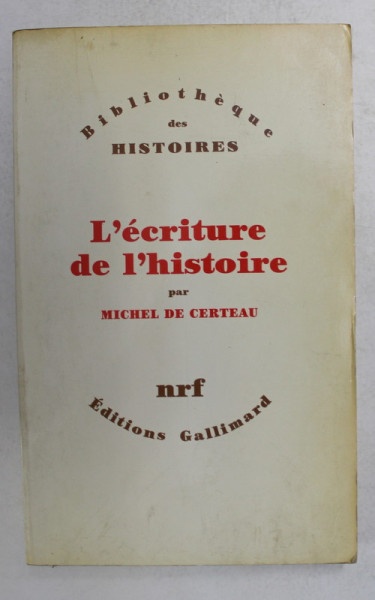 Bibliothèque
des
HISTOIRES
L'écriture
de l'histoire
par
MICHEL DE CERTEAU
nrf
Éditions Gallimard